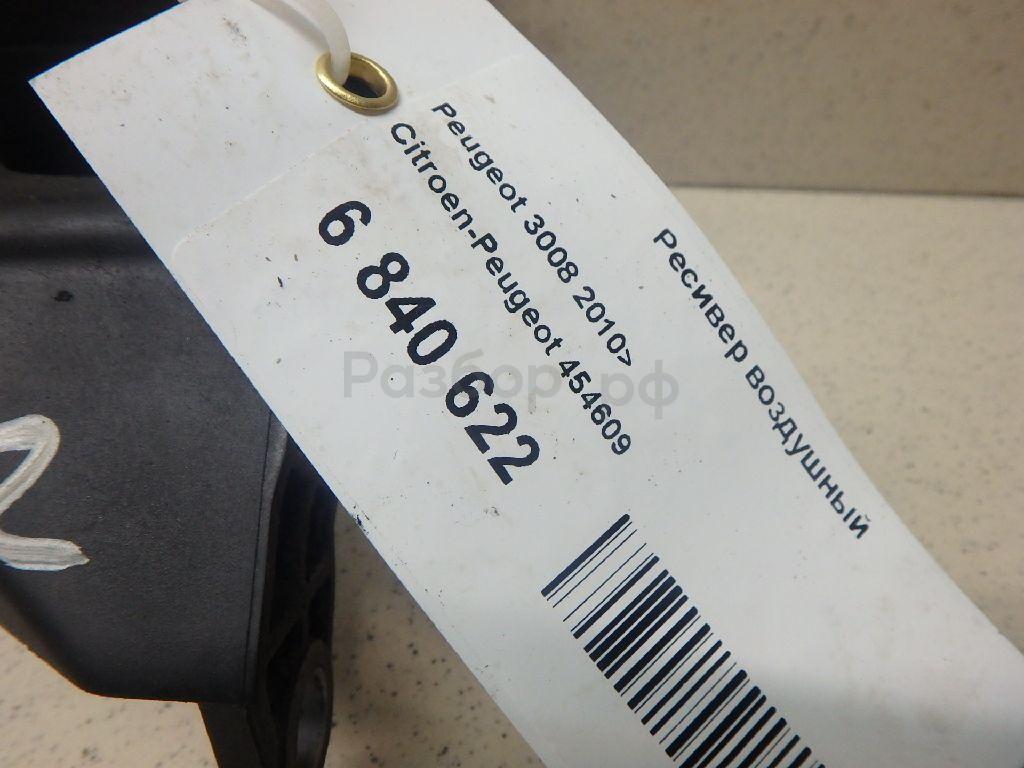 Ресивер воздушный
Peugeot 3008 2010>
Citroen-Peugeot 454609
6 840 622
Разбор.рф